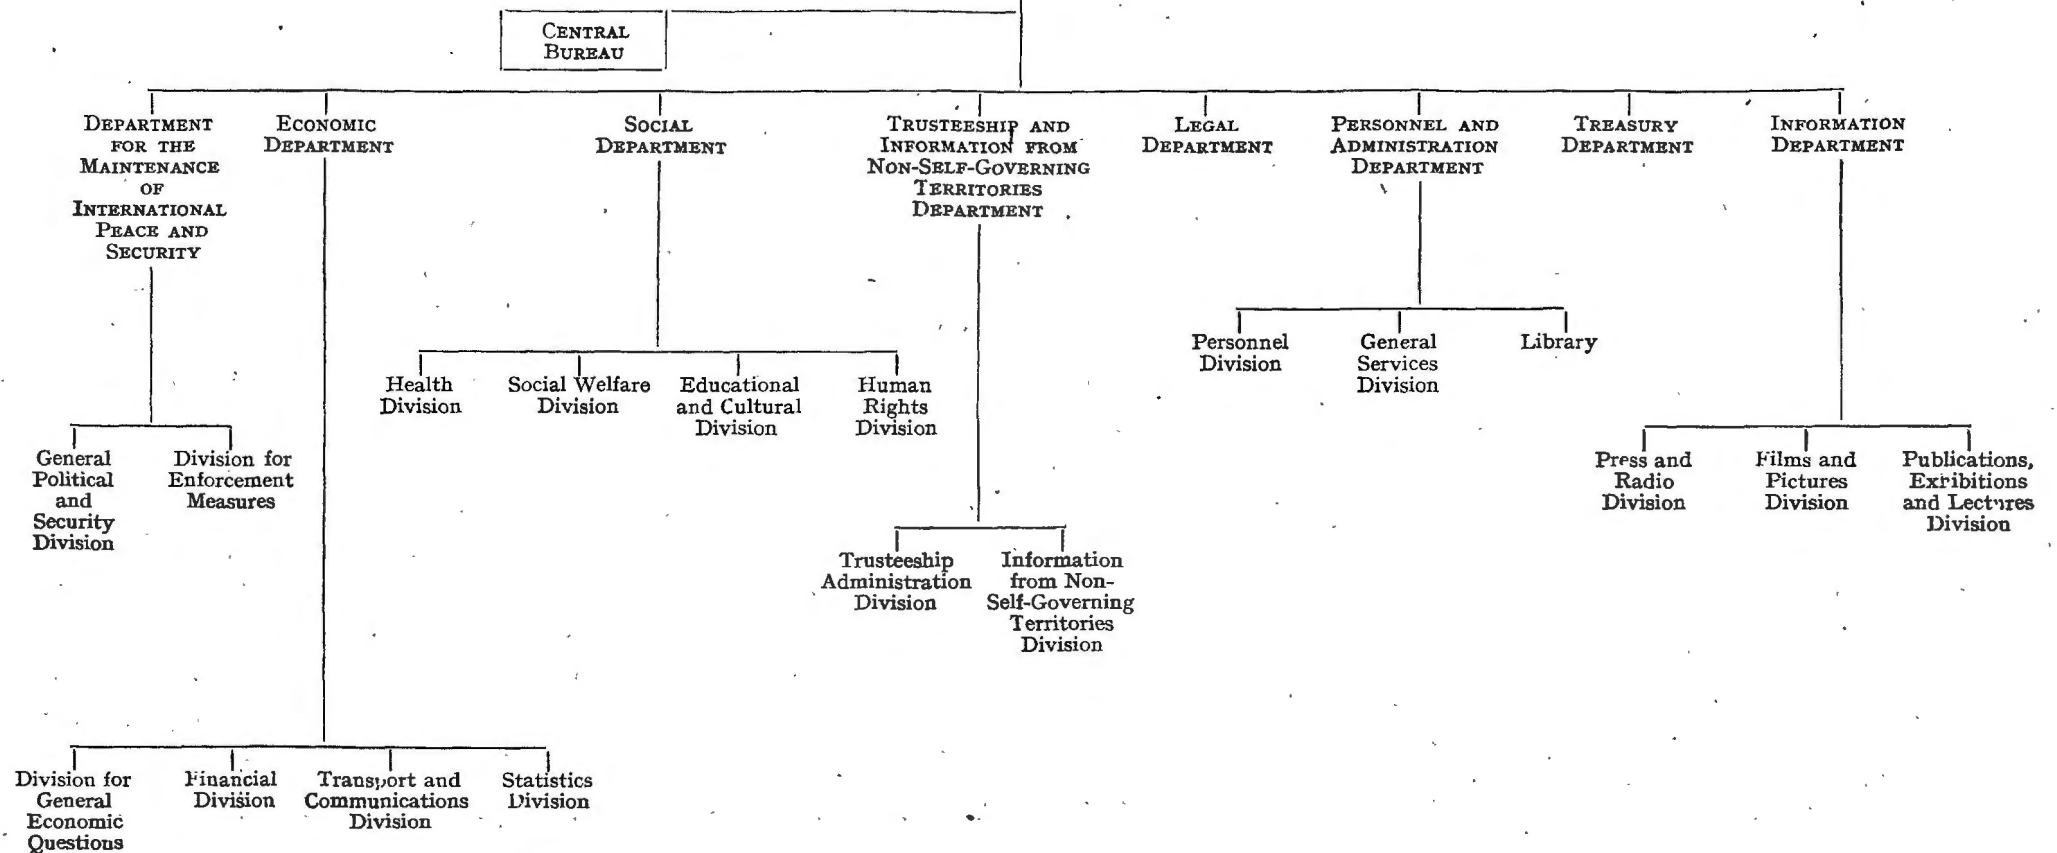 CENTRAL
BUREAU
DEPARTMENT
FOR THE
MAINTENANCE
OF
INTERNATIONAL
PEACE AND
SECURITY
ECONOMIC
DEPARTMENT
SOCIAL
DEPARTMENT
TRUSTEESHIP AND
INFORMATION FROM
NON-SELF-GOVERNING
TERRITORIES
DEPARTMENT
LEGAL
DEPARTMENT
PERSONNEL AND
ADMINISTRATION
DEPARTMENT
TREASURY
DEPARTMENT
INFORMATION
DEPARTMENT
Personnel
Division
General
Services
Division
Library
Health
Division
Social Welfare
Division
Educational
and Cultural
Division
Human
Rights
Division
General
Political
and
Security
Division
Division for
Enforcement
Measures
Press and
Radio
Division
Films and
Pictures
Division
Publications,
Exhibitions
and Lectures
Division
Trusteeship
Administration
Division
Information
from Non-
Self-Governing
Territories
Division
Division for
General
Economic
Questions
Financial
Division
Transport and
Communications
Division
Statistics
Division